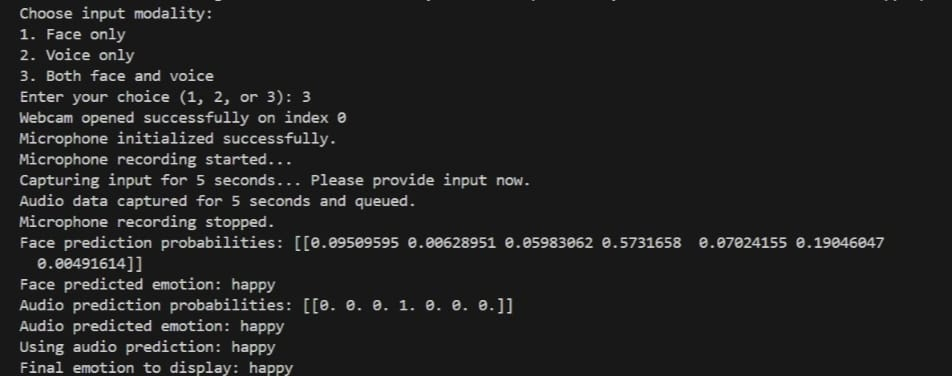 Choose input modality:
1. Face only
2. Voice only
3. Both face and voice
Enter your choice (1, 2, or 3): 3
Webcam opened successfully on index 0
Microphone initialized successfully.
Microphone recording started...
Capturing input for 5 seconds... Please provide input now.
Audio data captured for 5 seconds and queued.
Microphone recording stopped.
Face prediction probabilities: [[0.09509595 0.00628951 0.05983062 0.5731658  0.07024155 0.19046047
  0.00491614]]
Face predicted emotion: happy
Audio prediction probabilities: [[0. 0. 0. 1. 0. 0. 0.]]
Audio predicted emotion: happy
Using audio prediction: happy
Final emotion to display: happy